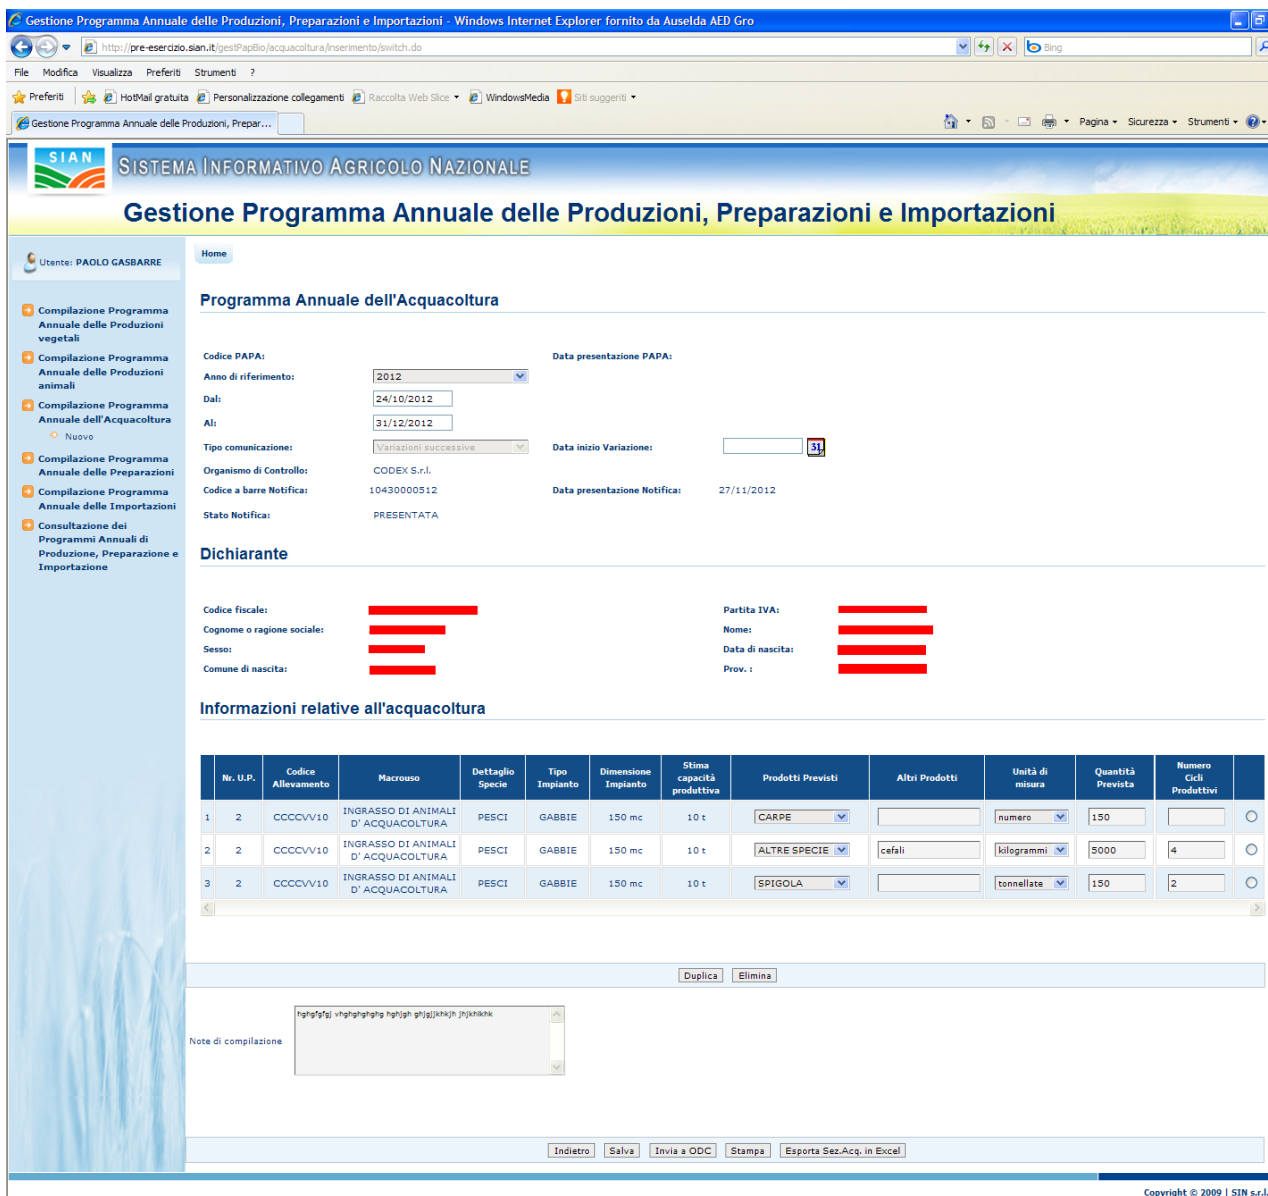 Gestione Programma Annuale delle Produzioni, Preparazioni e Importazioni - Windows Internet Explorer fornito da Auselda AED Gro
http://pre-esercizio.sian.it/gestPapBio/acquacoltura/inserimento/switch.do
Bing
File Modifica Visualizza Preferiti Strumenti ?
Preferiti HotMail gratuita Personalizzazione collegamenti Raccolta Web Slice WindowsMedia Siti suggeriti
Gestione Programma Annuale delle Produzioni, Prepar...
Pagina Sicurezza Strumenti
SIAN SISTEMA INFORMATIVO AGRICOLO NAZIONALE
Gestione Programma Annuale delle Produzioni, Preparazioni e Importazioni
Utente: PAOLO GASBARRE
Home
Compilazione Programma
Annuale delle Produzioni
vegetali
Compilazione Programma
Annuale delle Produzioni
animali
Compilazione Programma
Annuale dell'Acquacoltura
Nuovo
Compilazione Programma
Annuale delle Preparazioni
Compilazione Programma
Annuale delle Importazioni
Consultazione dei
Programmi Annuali di
Produzione, Preparazione e
Importazione
Programma Annuale dell'Acquacoltura
Codice PAPA: Data presentazione PAPA:
Anno di riferimento: 2012
Dal: 24/10/2012
Al: 31/12/2012
Tipo comunicazione: Variazioni successive Data inizio Variazione: 31
Organismo di Controllo: CODEX S.r.l.
Codice a barre Notifica: 10430000512 Data presentazione Notifica: 27/11/2012
Stato Notifica: PRESENTATA
Dichiarante
Codice fiscale: Partita IVA:
Cognome o ragione sociale: Nome:
Sesso: Data di nascita:
Comune di nascita: Prov. :
Informazioni relative all'acquacoltura
Nr. U.P. Codice Allevamento Macrouso Dettaglio Specie Tipo Impianto Dimensione Impianto Stima capacità produttiva Prodotti Previsti Altri Prodotti Unità di misura Quantità Prevista Numero Cicli Produttivi
1 2 CCCCVV10 INGRASSO DI ANIMALI D' ACQUACOLTURA PESCI GABBIE 150 mc 10 t CARPE numero 150
2 2 CCCCVV10 INGRASSO DI ANIMALI D' ACQUACOLTURA PESCI GABBIE 150 mc 10 t ALTRE SPECIE cefali kilogrammi 5000 4
3 2 CCCCVV10 INGRASSO DI ANIMALI D' ACQUACOLTURA PESCI GABBIE 150 mc 10 t SPIGOLA tonnellate 150 2
Duplica Elimina
Note di compilazione hghgfgfgj vhghghghghg hghjgh ghjgjjkhkjh jhjkhlkhk
Indietro Salva Invia a ODC Stampa Esporta Sez.Acq. in Excel
Copyright © 2009 | SIN s.r.l.